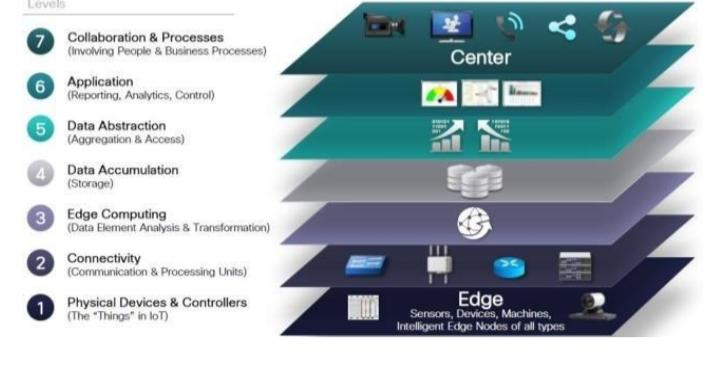 Levels
7
Collaboration & Processes
(Involving People & Business Processes)
6
Application
(Reporting, Analytics, Control)
5
Data Abstraction
(Aggregation & Access)
4
Data Accumulation
(Storage)
3
Edge Computing
(Data Element Analysis & Transformation)
2
Connectivity
(Communication & Processing Units)
1
Physical Devices & Controllers
(The "Things" in IoT)
Center
Edge
Sensors, Devices, Machines,
Intelligent Edge Nodes of all types